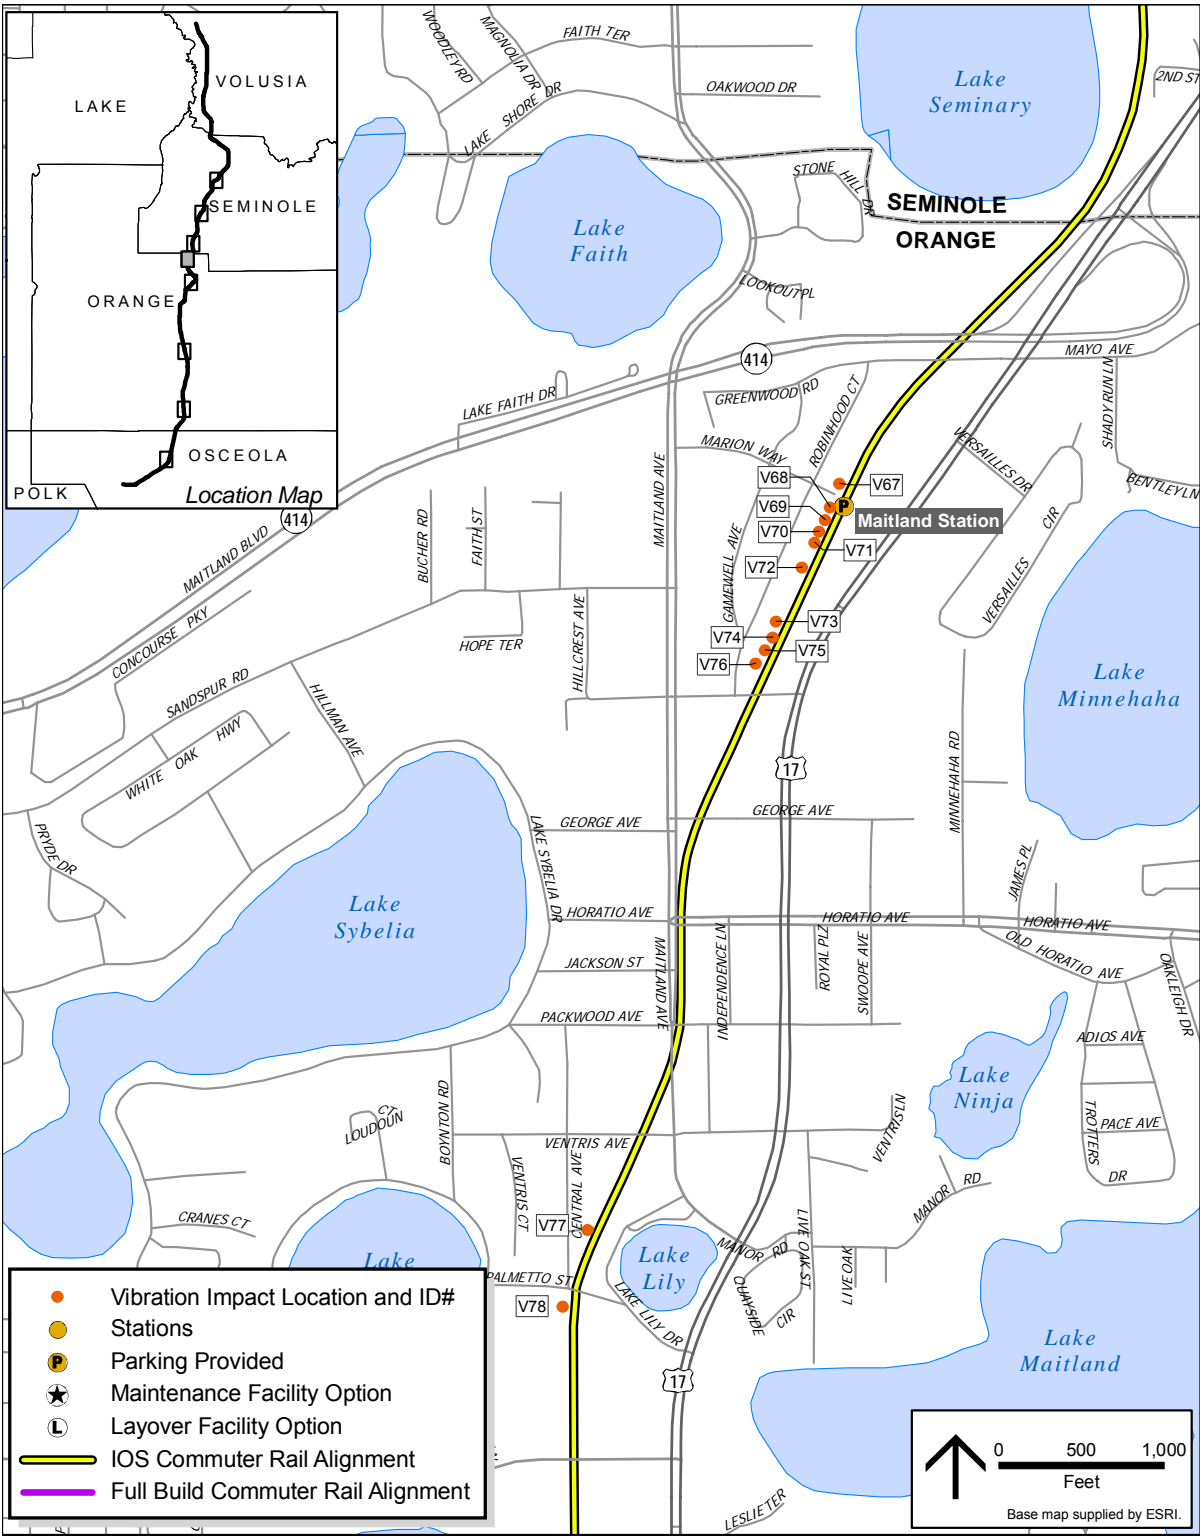 VOLUSIA
LAKE
SEMINOLE
ORANGE
OSCEOLA
POLK
Location Map
WOODLEY RD
MAGNOLIA DR
FAITH TER
LAKE SHORE DR
OAKWOOD DR
Lake
Seminary
2ND ST
STONE HILL DR
SEMINOLE
ORANGE
Lake
Faith
LOOKOUT PL
414
MAYO AVE
LAKE FAITH DR
GREENWOOD RD
ROBINHOOD CT
SHADY RUN LN
MARION WAY
VERSAILLES DR
BENTLEY LN
V68
V67
P
V69
Maitland Station
V70
V71
V72
414
MAITLAND BLVD
BUCHER RD
FAITH ST
MAITLAND AVE
GAMEWELL AVE
VERSAILLES CIR
CONCOURSE PKY
HOPE TER
HILLCREST AVE
V73
V74
V75
V76
SANDSPUR RD
HILLMAN AVE
Lake
Minnehaha
WHITE OAK HWY
17
MINNEHAHA RD
PRYDE DR
GEORGE AVE
GEORGE AVE
LAKE SYBELIA DR
JAMES PL
Lake
Sybelia
HORATIO AVE
HORATIO AVE
HORATIO AVE
OLD HORATIO AVE
MAITLAND AVE
INDEPENDENCE LN
ROYAL PLZ
SWOOPE AVE
OAKLEIGH DR
JACKSON ST
PACKWOOD AVE
ADIOS AVE
Lake
Ninja
LOUDOUN CT
BOYNTON RD
VENTRIS AVE
VENTRIS LN
TROTTERS DR
PACE AVE
VENTRIS CT
CENTRAL AVE
MANOR RD
CRANES CT
V77
Lake
Lake
Lily
MANOR RD
LIVE OAK ST
LIVE OAK
PALMETTO ST
V78
LAKE LILY DR
QUAYSIDE CIR
Lake
Maitland
17
LESLIE TER
Vibration Impact Location and ID#
Stations
P Parking Provided
Maintenance Facility Option
L Layover Facility Option
IOS Commuter Rail Alignment
Full Build Commuter Rail Alignment
0 500 1,000
Feet
Base map supplied by ESRI.